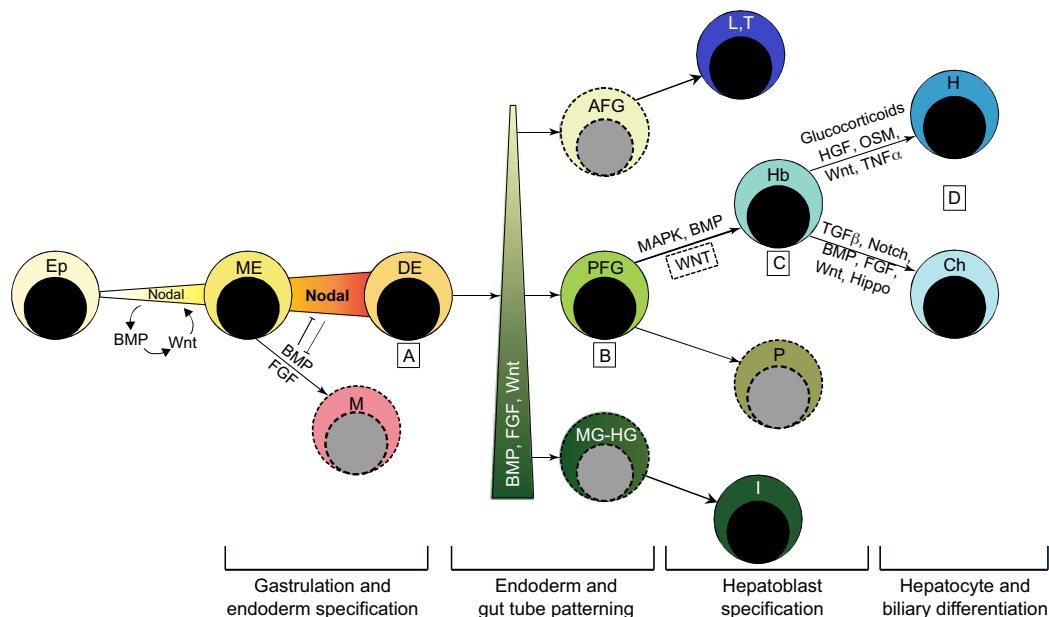 L,T
AFG
H
Glucocorticoids
HGF, OSM,
Wnt, TNFα
Hb
D
MAPK, BMP
WNT
C
TGFβ, Notch,
BMP, FGF,
Wnt, Hippo
Ch
Ep
Nodal
BMP
Wnt
ME
Nodal
DE
A
BMP
FGF
M
BMP, FGF, Wnt
PFG
B
P
MG-HG
I
Gastrulation and
endoderm specification
Endoderm and
gut tube patterning
Hepatoblast
specification
Hepatocyte and
biliary differentiation